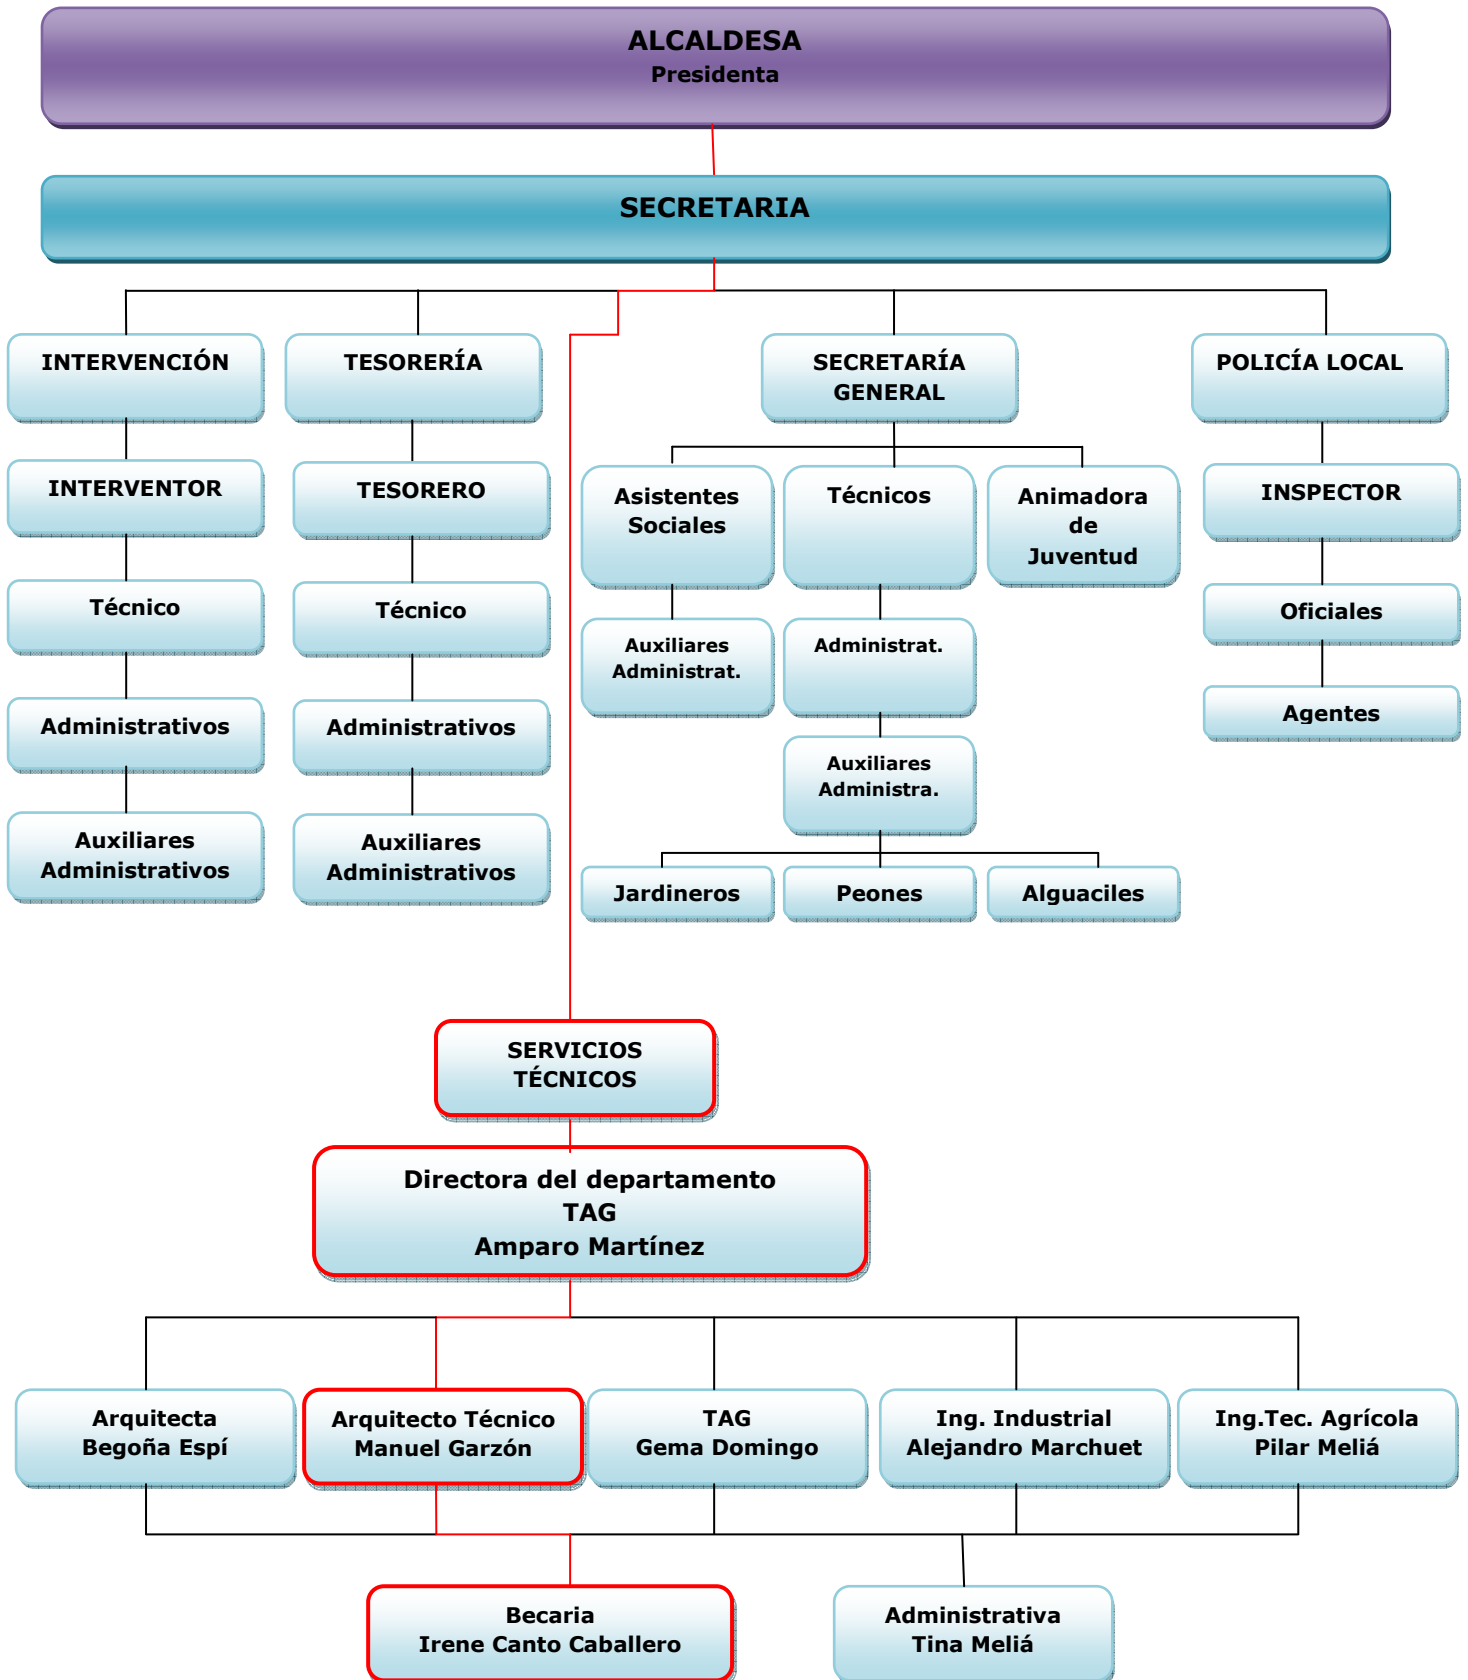 ALCALDESA
Presidenta
SECRETARIA
INTERVENCIÓN
INTERVENTOR
Técnico
Administrativos
Auxiliares
Administrativos
TESORERÍA
TESORERO
Técnico
Administrativos
Auxiliares
Administrativos
SECRETARÍA
GENERAL
Asistentes
Sociales
Auxiliares
Administrat.
Técnicos
Administrat.
Auxiliares
Administra.
Animadora
de
Juventud
Jardineros
Peones
Alguaciles
POLICÍA LOCAL
INSPECTOR
Oficiales
Agentes
SERVICIOS
TÉCNICOS
Directora del departamento
TAG
Amparo Martínez
Arquitecta
Begoña Espí
Arquitecto Técnico
Manuel Garzón
TAG
Gema Domingo
Ing. Industrial
Alejandro Marchuet
Ing.Tec. Agrícola
Pilar Meliá
Becaria
Irene Canto Caballero
Administrativa
Tina Meliá